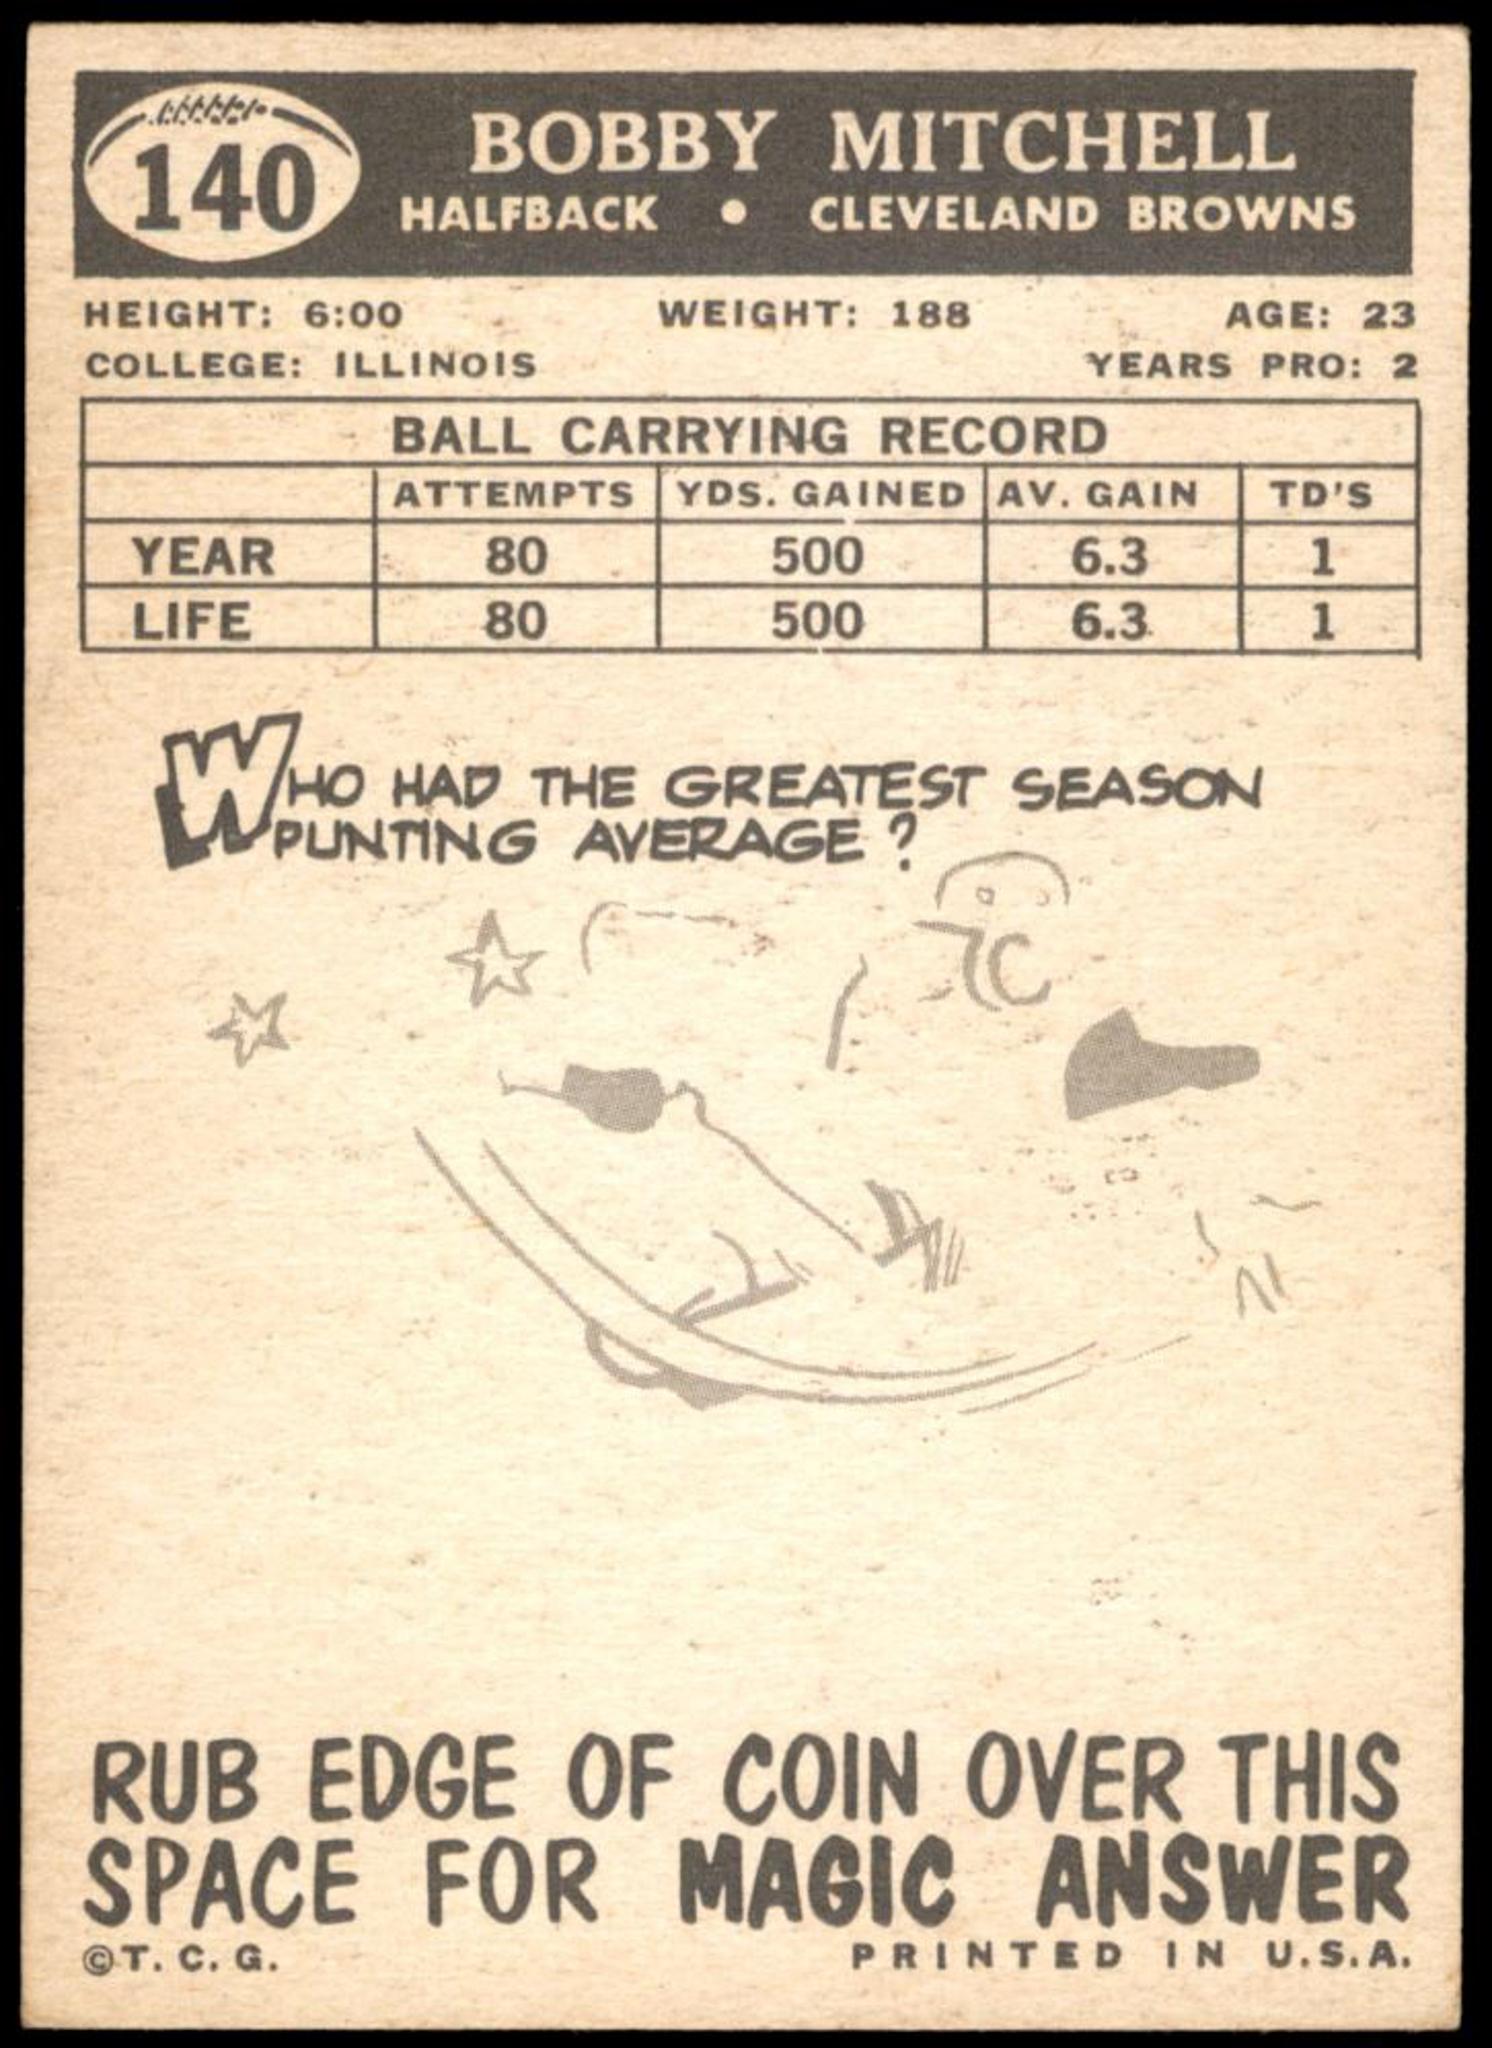 140
BOBBY MITCHELL
HALFBACK • CLEVELAND BROWNS
HEIGHT: 6:00 WEIGHT: 188 AGE: 23
COLLEGE: ILLINOIS YEARS PRO: 2
BALL CARRYING RECORD
ATTEMPTS YDS. GAINED AV. GAIN TD'S
YEAR 80 500 6.3 1
LIFE 80 500 6.3 1
WHO HAD THE GREATEST SEASON
PUNTING AVERAGE?
RUB EDGE OF COIN OVER THIS
SPACE FOR MAGIC ANSWER
©T. C. G. PRINTED IN U.S.A.